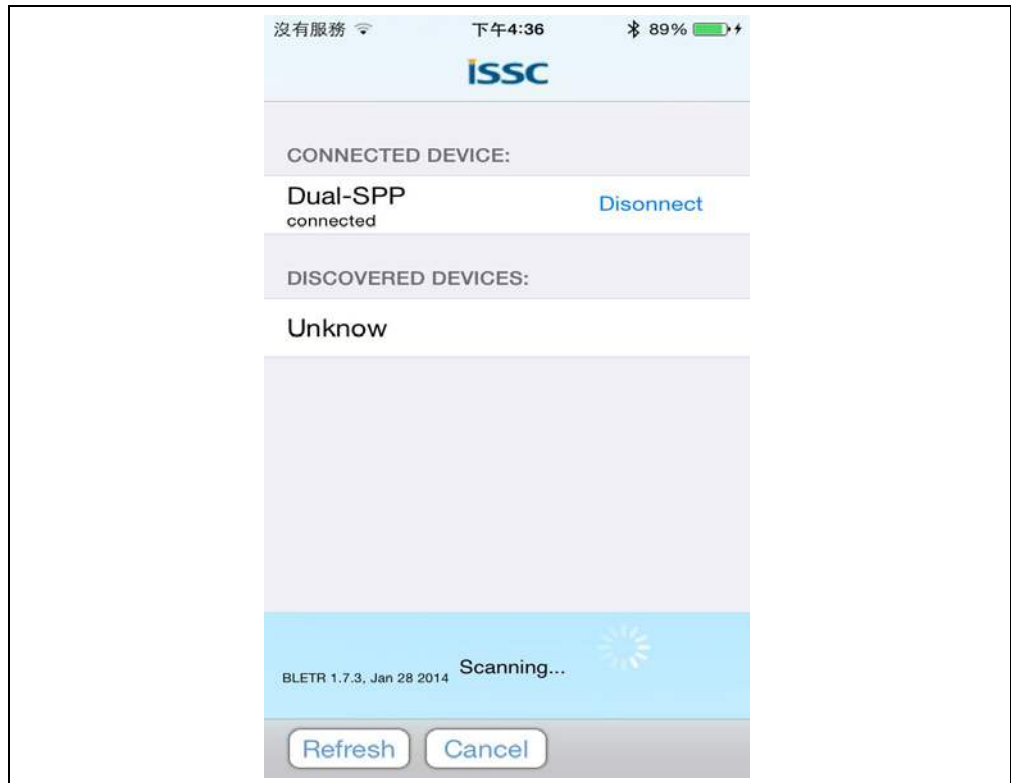 沒有服務 下午4:36 89%
ISSC
CONNECTED DEVICE:
Dual-SPP Disonnect
connected
DISCOVERED DEVICES:
Unknow
BLETR 1.7.3, Jan 28 2014 Scanning...
Refresh Cancel